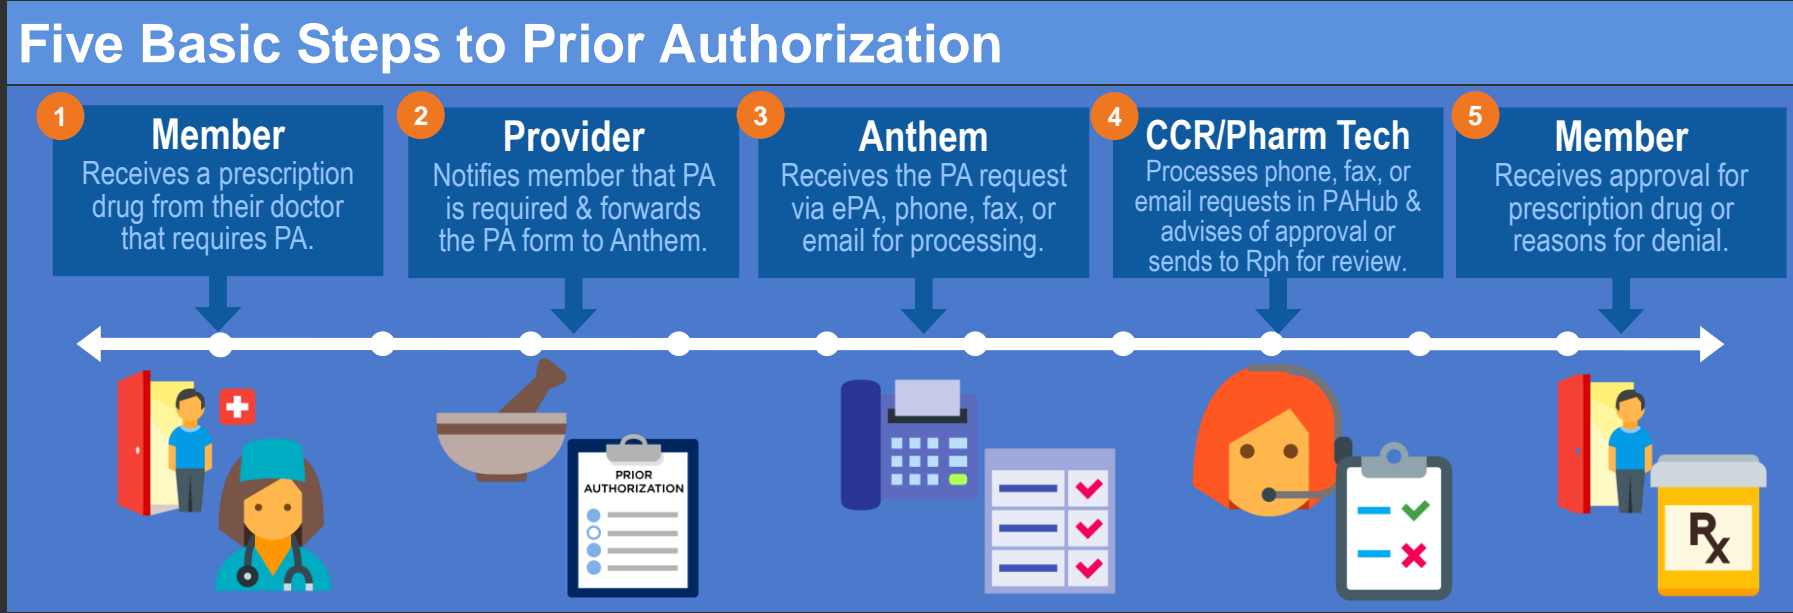 Five Basic Steps to Prior Authorization
1
Member
Receives a prescription
drug from their doctor
that requires PA.
2
Provider
Notifies member that PA
is required & forwards
the PA form to Anthem.
3
Anthem
Receives the PA request
via ePA, phone, fax, or
email for processing.
4
CCR/Pharm Tech
Processes phone, fax, or
email requests in PAHub &
advises of approval or
sends to Rph for review.
5
Member
Receives approval for
prescription drug or
reasons for denial.
PRIOR
AUTHORIZATION
Rx